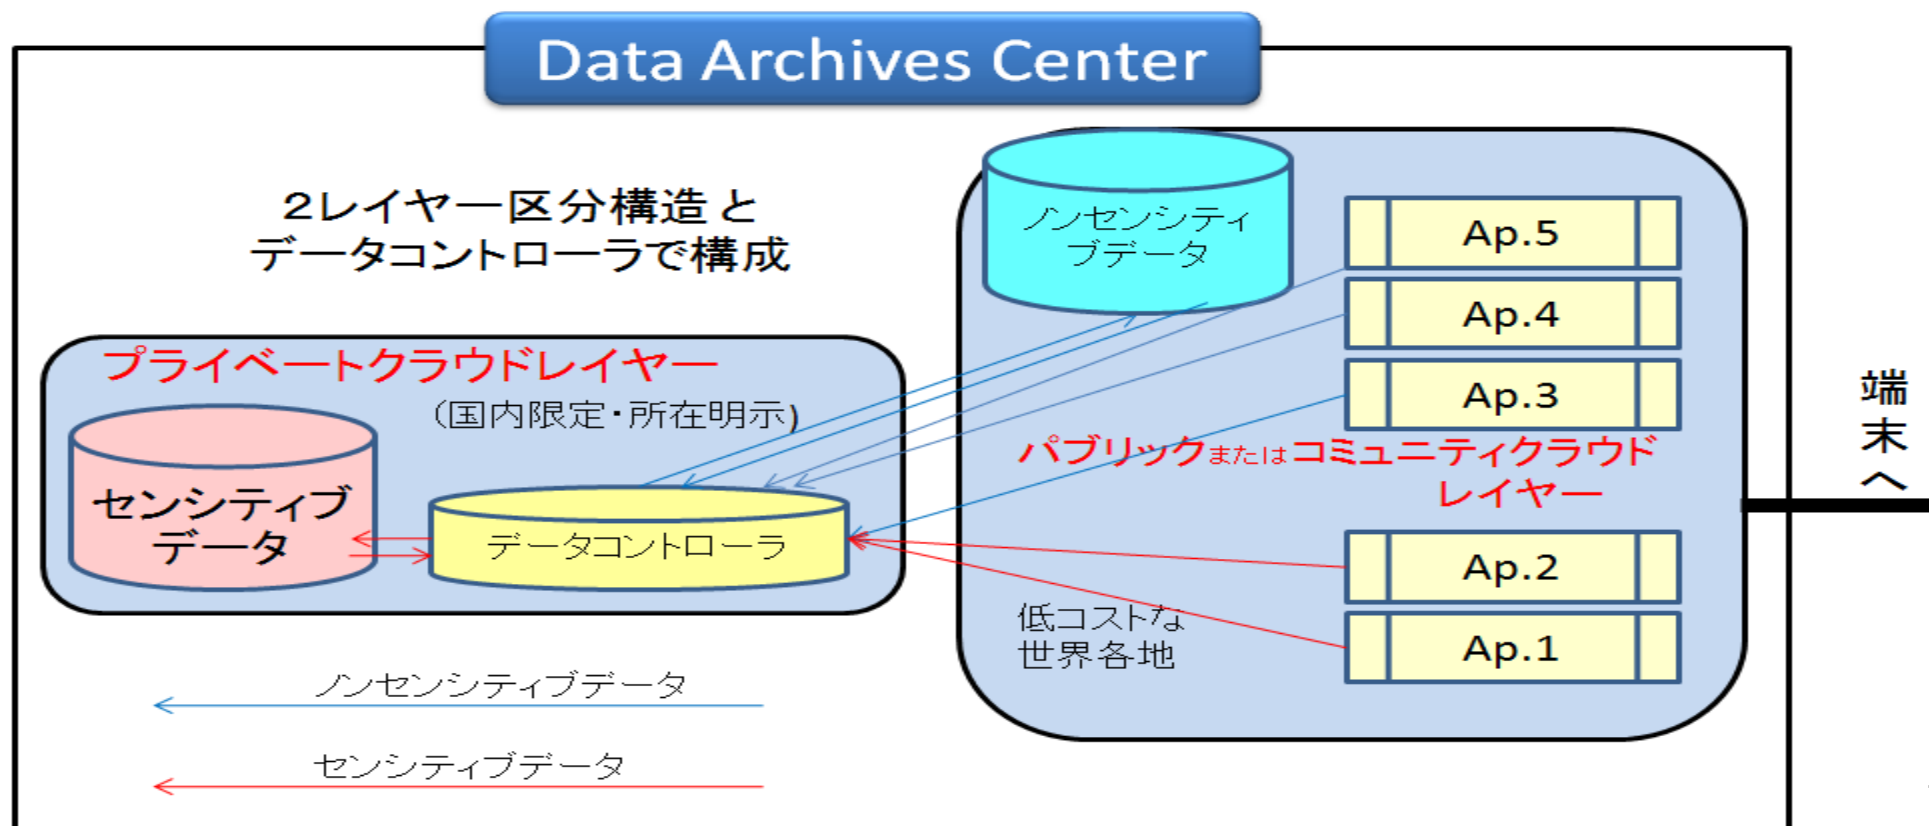 Data Archives Center
２レイヤー区分構造と
データコントローラで構成
ノンセンシティ
ブデータ
Ap.5
Ap.4
Ap.3
プライベートクラウドレイヤー
（国内限定・所在明示)
センシティブ
データ
データコントローラ
パブリックまたはコミュニティクラウド
レイヤー
Ap.2
Ap.1
低コストな
世界各地
端末へ
ノンセンシティブデータ
センシティブデータ